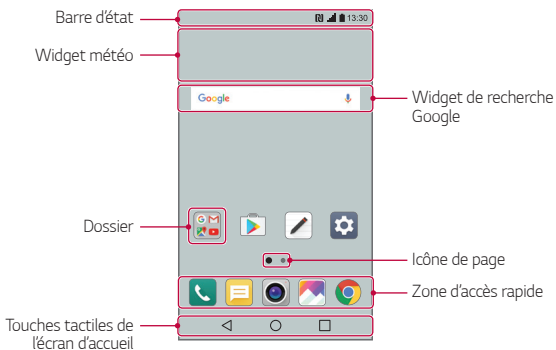 Barre d'état
13:30
Widget météo
Google
Widget de recherche
Google
G M
Dossier
Icône de page
Zone d'accès rapide
Touches tactiles de
l'écran d'accueil